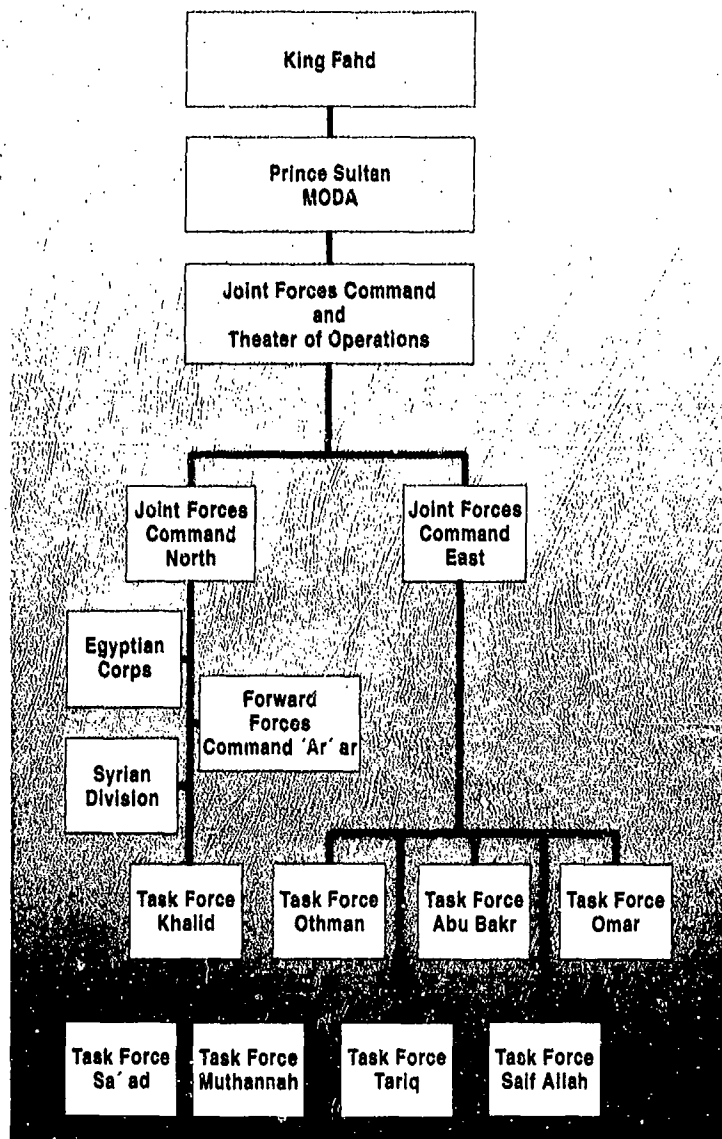 King Fahd
Prince Sultan
MODA
Joint Forces Command
and
Theater of Operations
Joint Forces
Command
North
Joint Forces
Command
East
Egyptian
Corps
Forward
Forces
Command ´Ar´ ar
Syrian
Division
Task Force
Khalid
Task Force
Othman
Task Force
Abu Bakr
Task Force
Omar
Task Force
Sa´ ad
Task Force
Muthannah
Task Force
Tariq
Task Force
Saif Allah